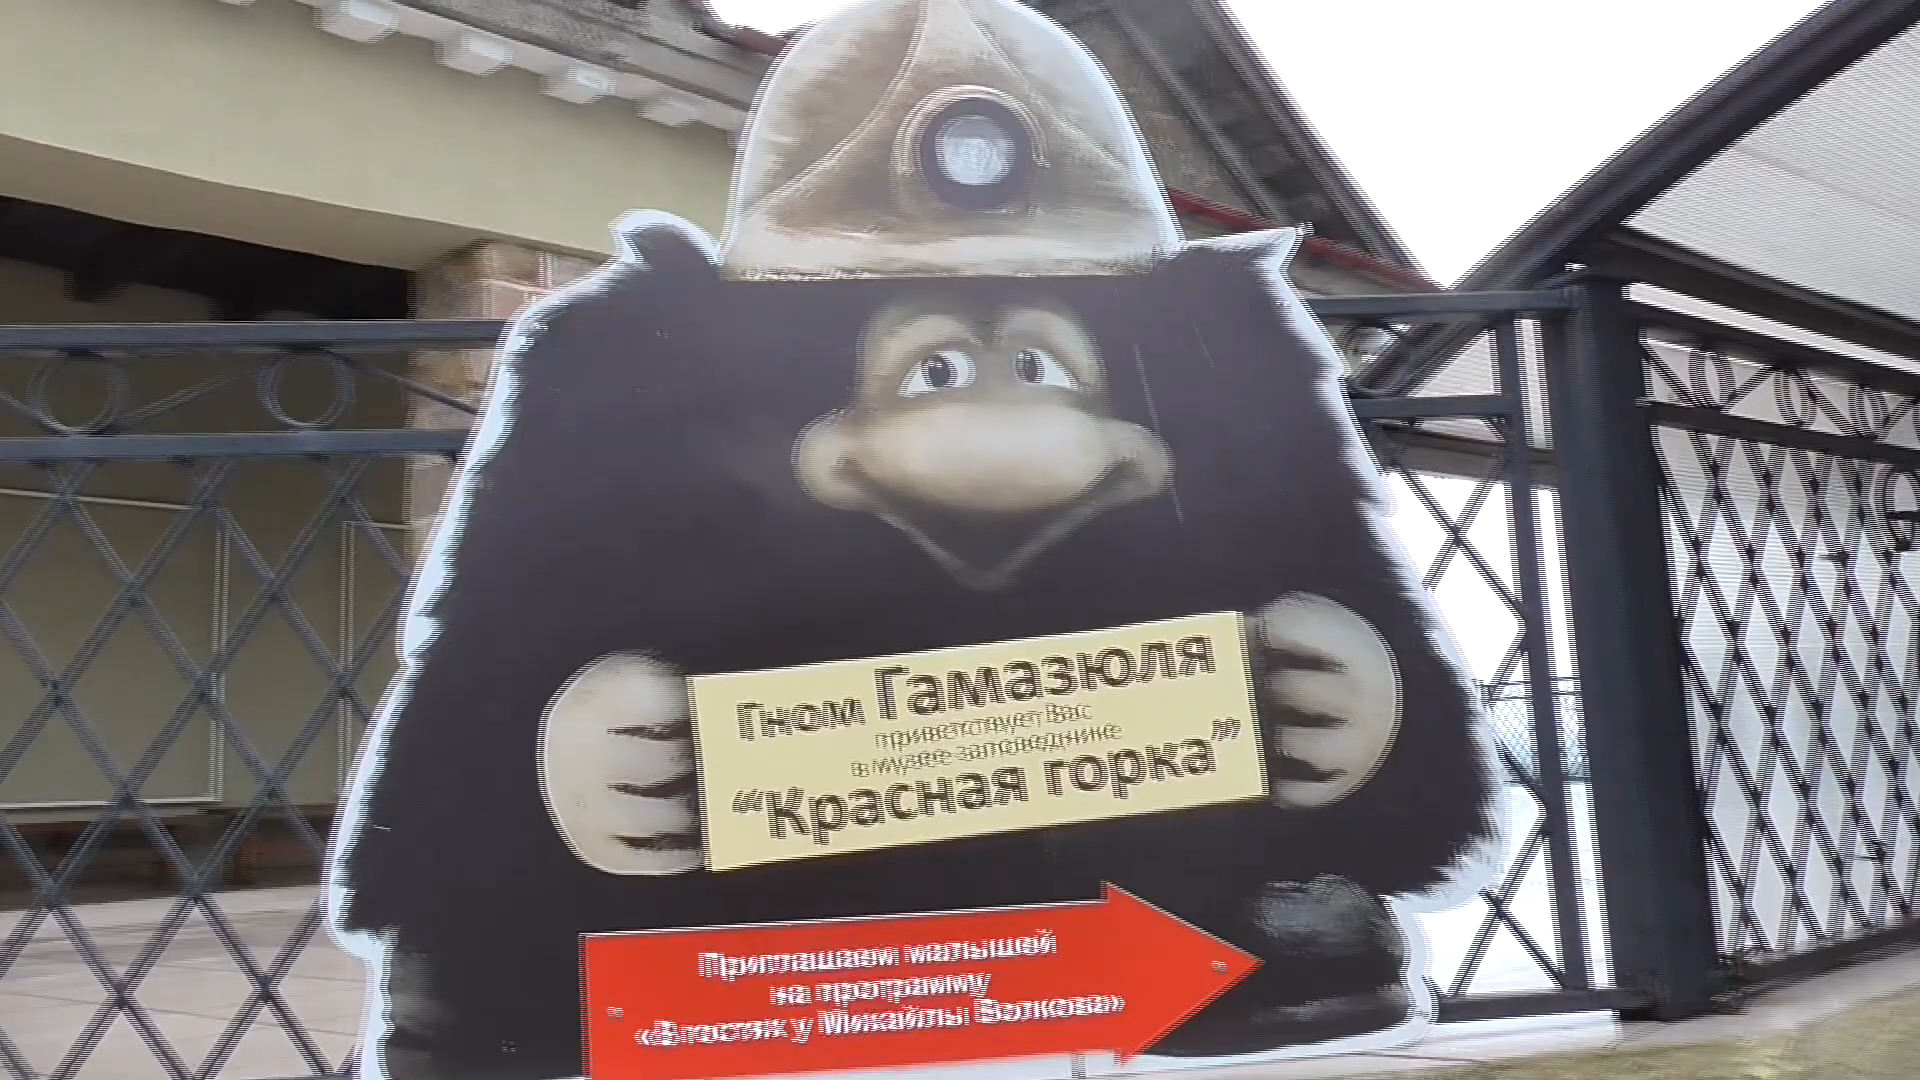 Гном Гамазюля
приветствует Вас
в музее-заповеднике
“Красная горка”
Приглашаем малышей
на программу
«В гостях у Михайлы Волкова»